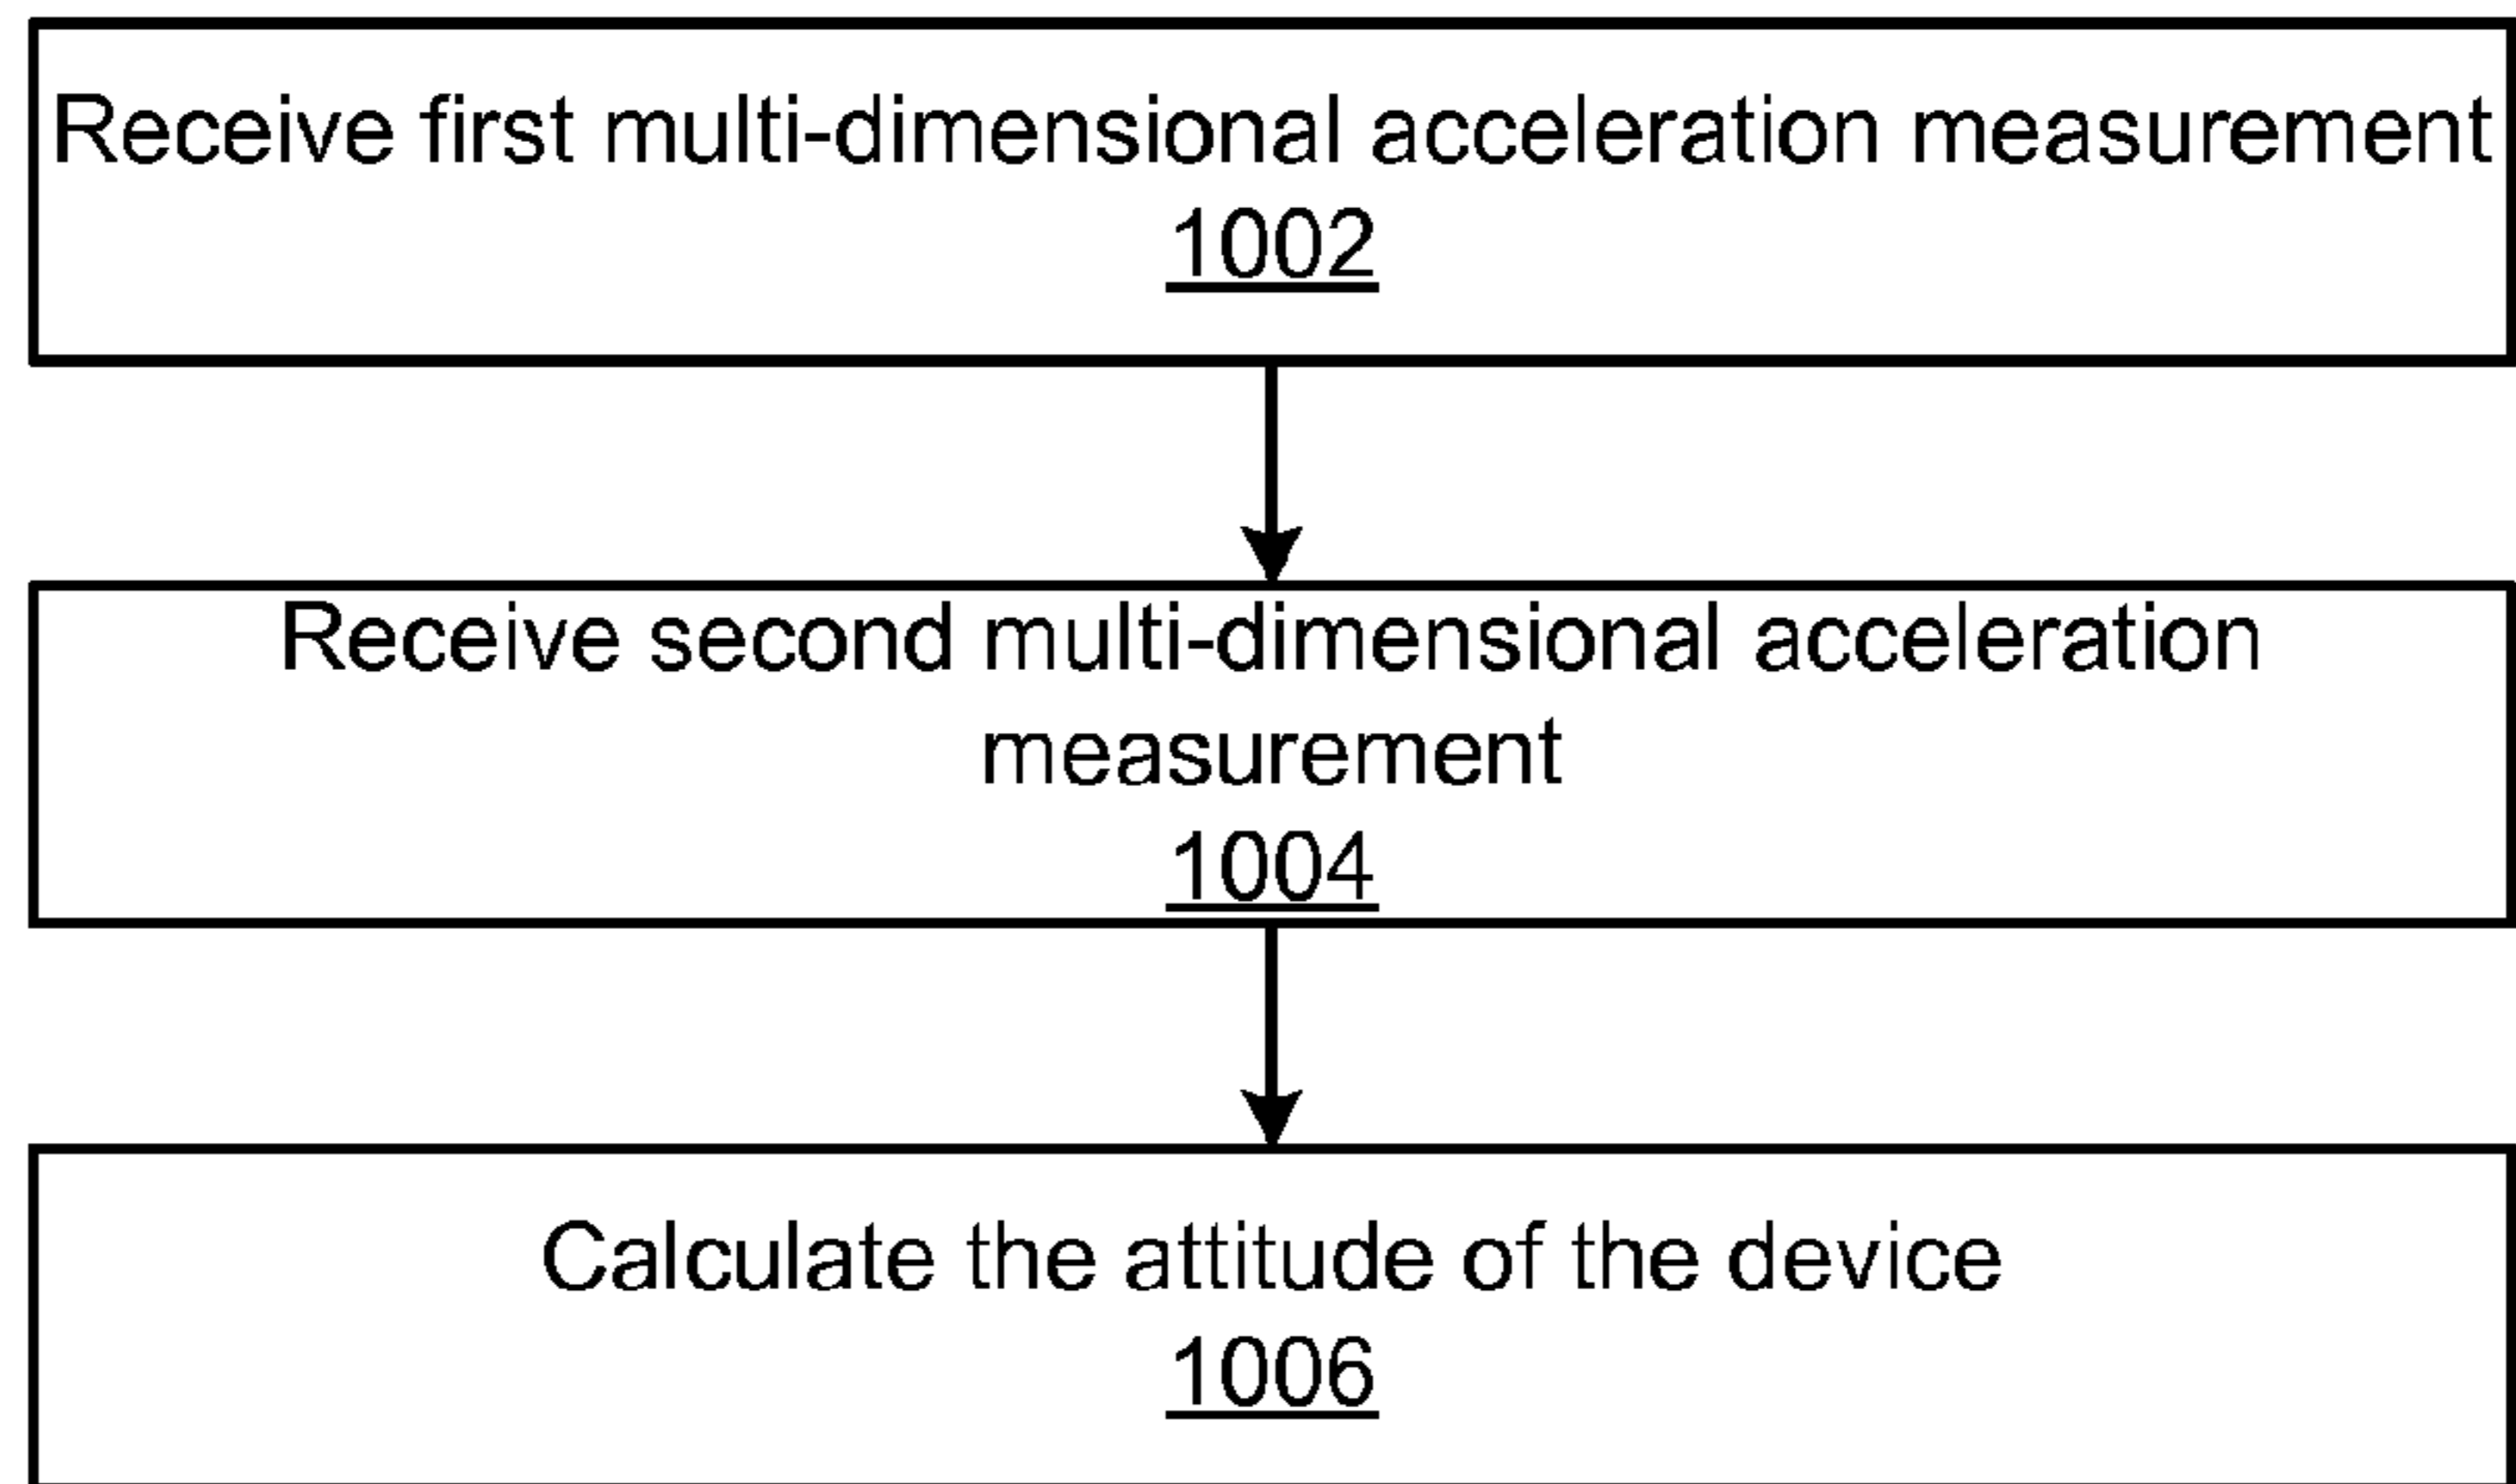 Receive first multi-dimensional acceleration measurement
1002
Receive second multi-dimensional acceleration
measurement
1004
Calculate the attitude of the device
1006